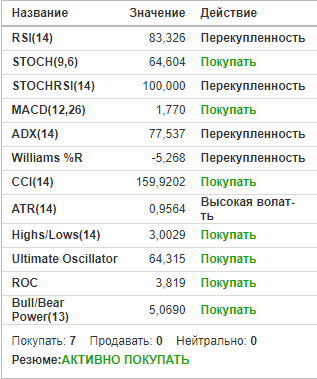 Название Значение Действие
RSI(14) 83,326 Перекупленность
STOCH(9,6) 64,604 Покупать
STOCHRSI(14) 100,000 Перекупленность
MACD(12,26) 1,770 Покупать
ADX(14) 77,537 Перекупленность
Williams %R -5,268 Перекупленность
CCI(14) 159,9202 Покупать
ATR(14) 0,9564 Высокая волат-
ть
Highs/Lows(14) 3,0029 Покупать
Ultimate Oscillator 64,315 Покупать
ROC 3,819 Покупать
Bull/Bear
Power(13) 5,0690 Покупать
Покупать: 7 Продавать: 0 Нейтрально: 0
Резюме:АКТИВНО ПОКУПАТЬ